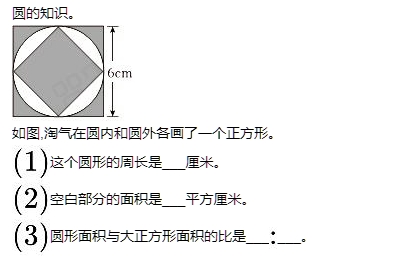 圆的知识。
6cm
如图,淘气在圆内和圆外各画了一个正方形。
(1)这个圆形的周长是___厘米。
(2)空白部分的面积是___平方厘米。
(3)圆形面积与大正方形面积的比是___:___。